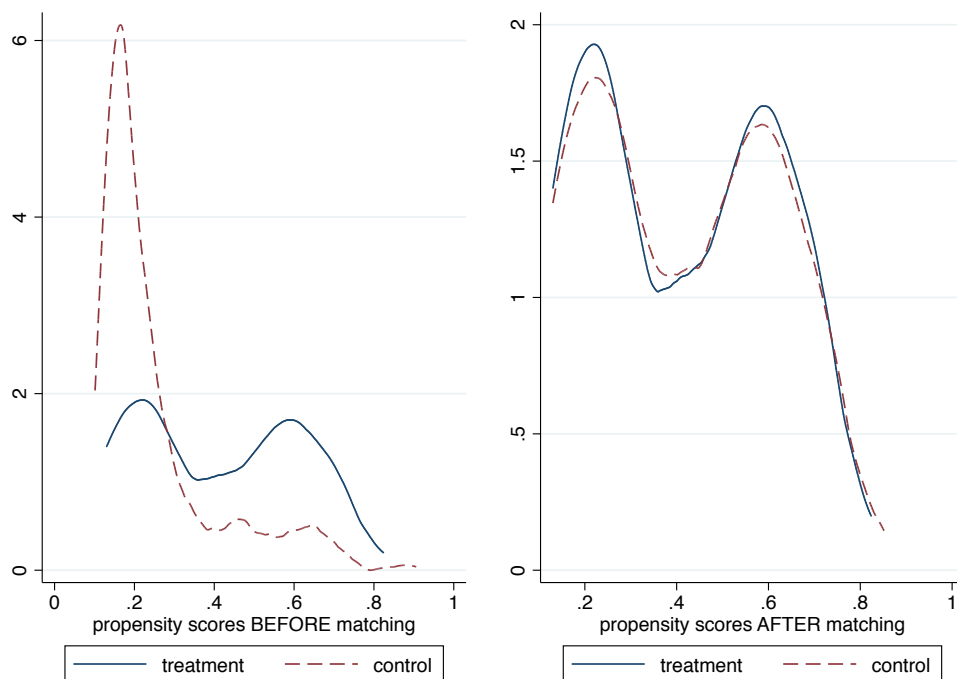 6
4
2
0
0 .2 .4 .6 .8 1
propensity scores BEFORE matching
treatment control
2
1.5
1
.5
0
.2 .4 .6 .8 1
propensity scores AFTER matching
treatment control